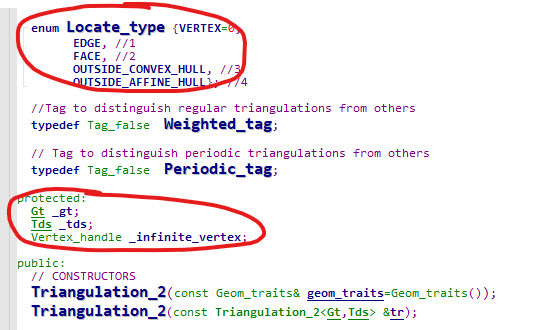 enum Locate_type {VERTEX=0,
EDGE, //1
FACE, //2
OUTSIDE_CONVEX_HULL, //3
OUTSIDE_AFFINE_HULL}; //4
//Tag to distinguish regular triangulations from others
typedef Tag_false Weighted_tag;
// Tag to distinguish periodic triangulations from others
typedef Tag_false Periodic_tag;
protected:
Gt _gt;
Tds _tds;
Vertex_handle _infinite_vertex;
public:
// CONSTRUCTORS
Triangulation_2(const Geom_traits& geom_traits=Geom_traits());
Triangulation_2(const Triangulation_2<Gt,Tds> &tr);